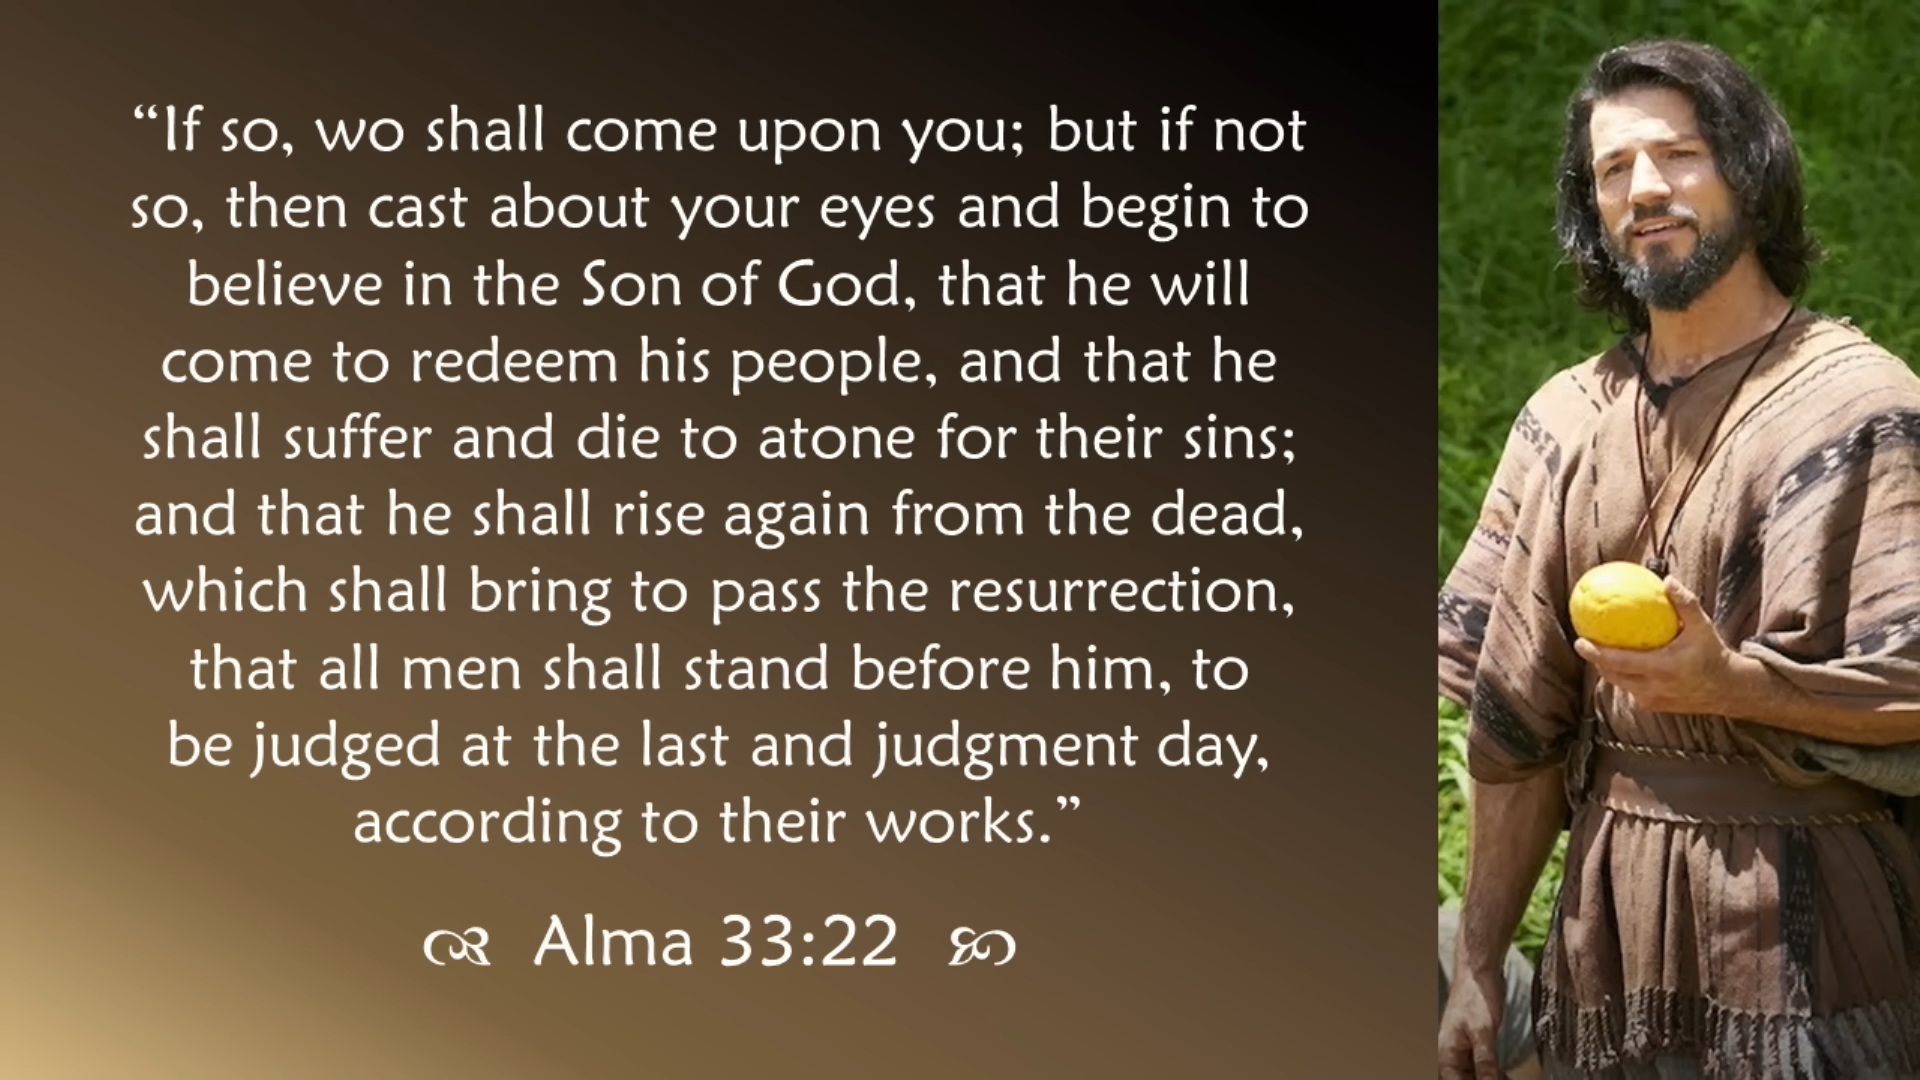 “If so, wo shall come upon you; but if not
so, then cast about your eyes and begin to
believe in the Son of God, that he will
come to redeem his people, and that he
shall suffer and die to atone for their sins;
and that he shall rise again from the dead,
which shall bring to pass the resurrection,
that all men shall stand before him, to
be judged at the last and judgment day,
according to their works.”
Alma 33:22